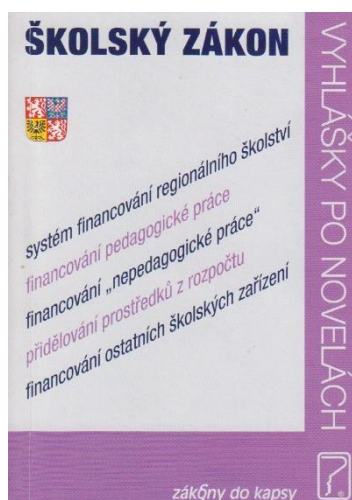 ŠKOLSKÝ ZÁKON
VYHLÁŠKY PO NOVELÁCH
systém financování regionálního školství
financování pedagogické práce
financování „nepedagogické práce“
přidělování prostředků z rozpočtu
financování ostatních školských zařízení
zákony do kapsy